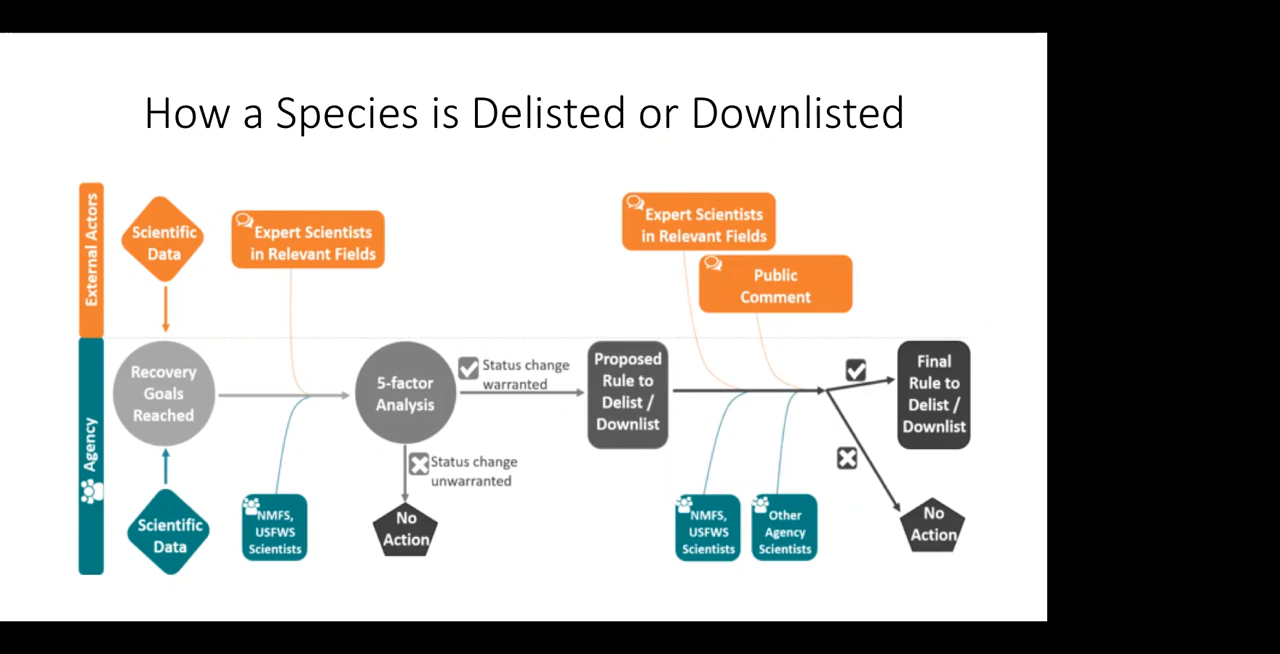 How a Species is Delisted or Downlisted
External Actors
Scientific
Data
Expert Scientists
in Relevant Fields
Expert Scientists
in Relevant Fields
Public
Comment
Agency
Recovery
Goals
Reached
5-factor
Analysis
Status change
warranted
Proposed
Rule to
Delist /
Downlist
Final
Rule to
Delist /
Downlist
Status change
unwarranted
Scientific
Data
NMFS,
USFWS
Scientists
No
Action
NMFS,
USFWS
Scientists
Other
Agency
Scientists
No
Action